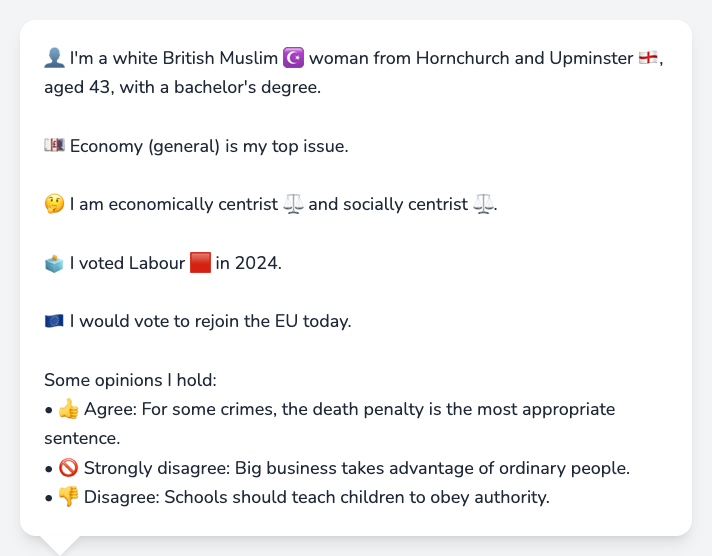 👤 I'm a white British Muslim ☪️ woman from Hornchurch and Upminster 🏴󠁧󠁢󠁥󠁮󠁧󠁿,
aged 43, with a bachelor's degree.
💷 Economy (general) is my top issue.
🤔 I am economically centrist ⚖️ and socially centrist ⚖️.
🗳️ I voted Labour 🟥 in 2024.
🇪🇺 I would vote to rejoin the EU today.
Some opinions I hold:
• 👍 Agree: For some crimes, the death penalty is the most appropriate
sentence.
• 🚫 Strongly disagree: Big business takes advantage of ordinary people.
• 👎 Disagree: Schools should teach children to obey authority.